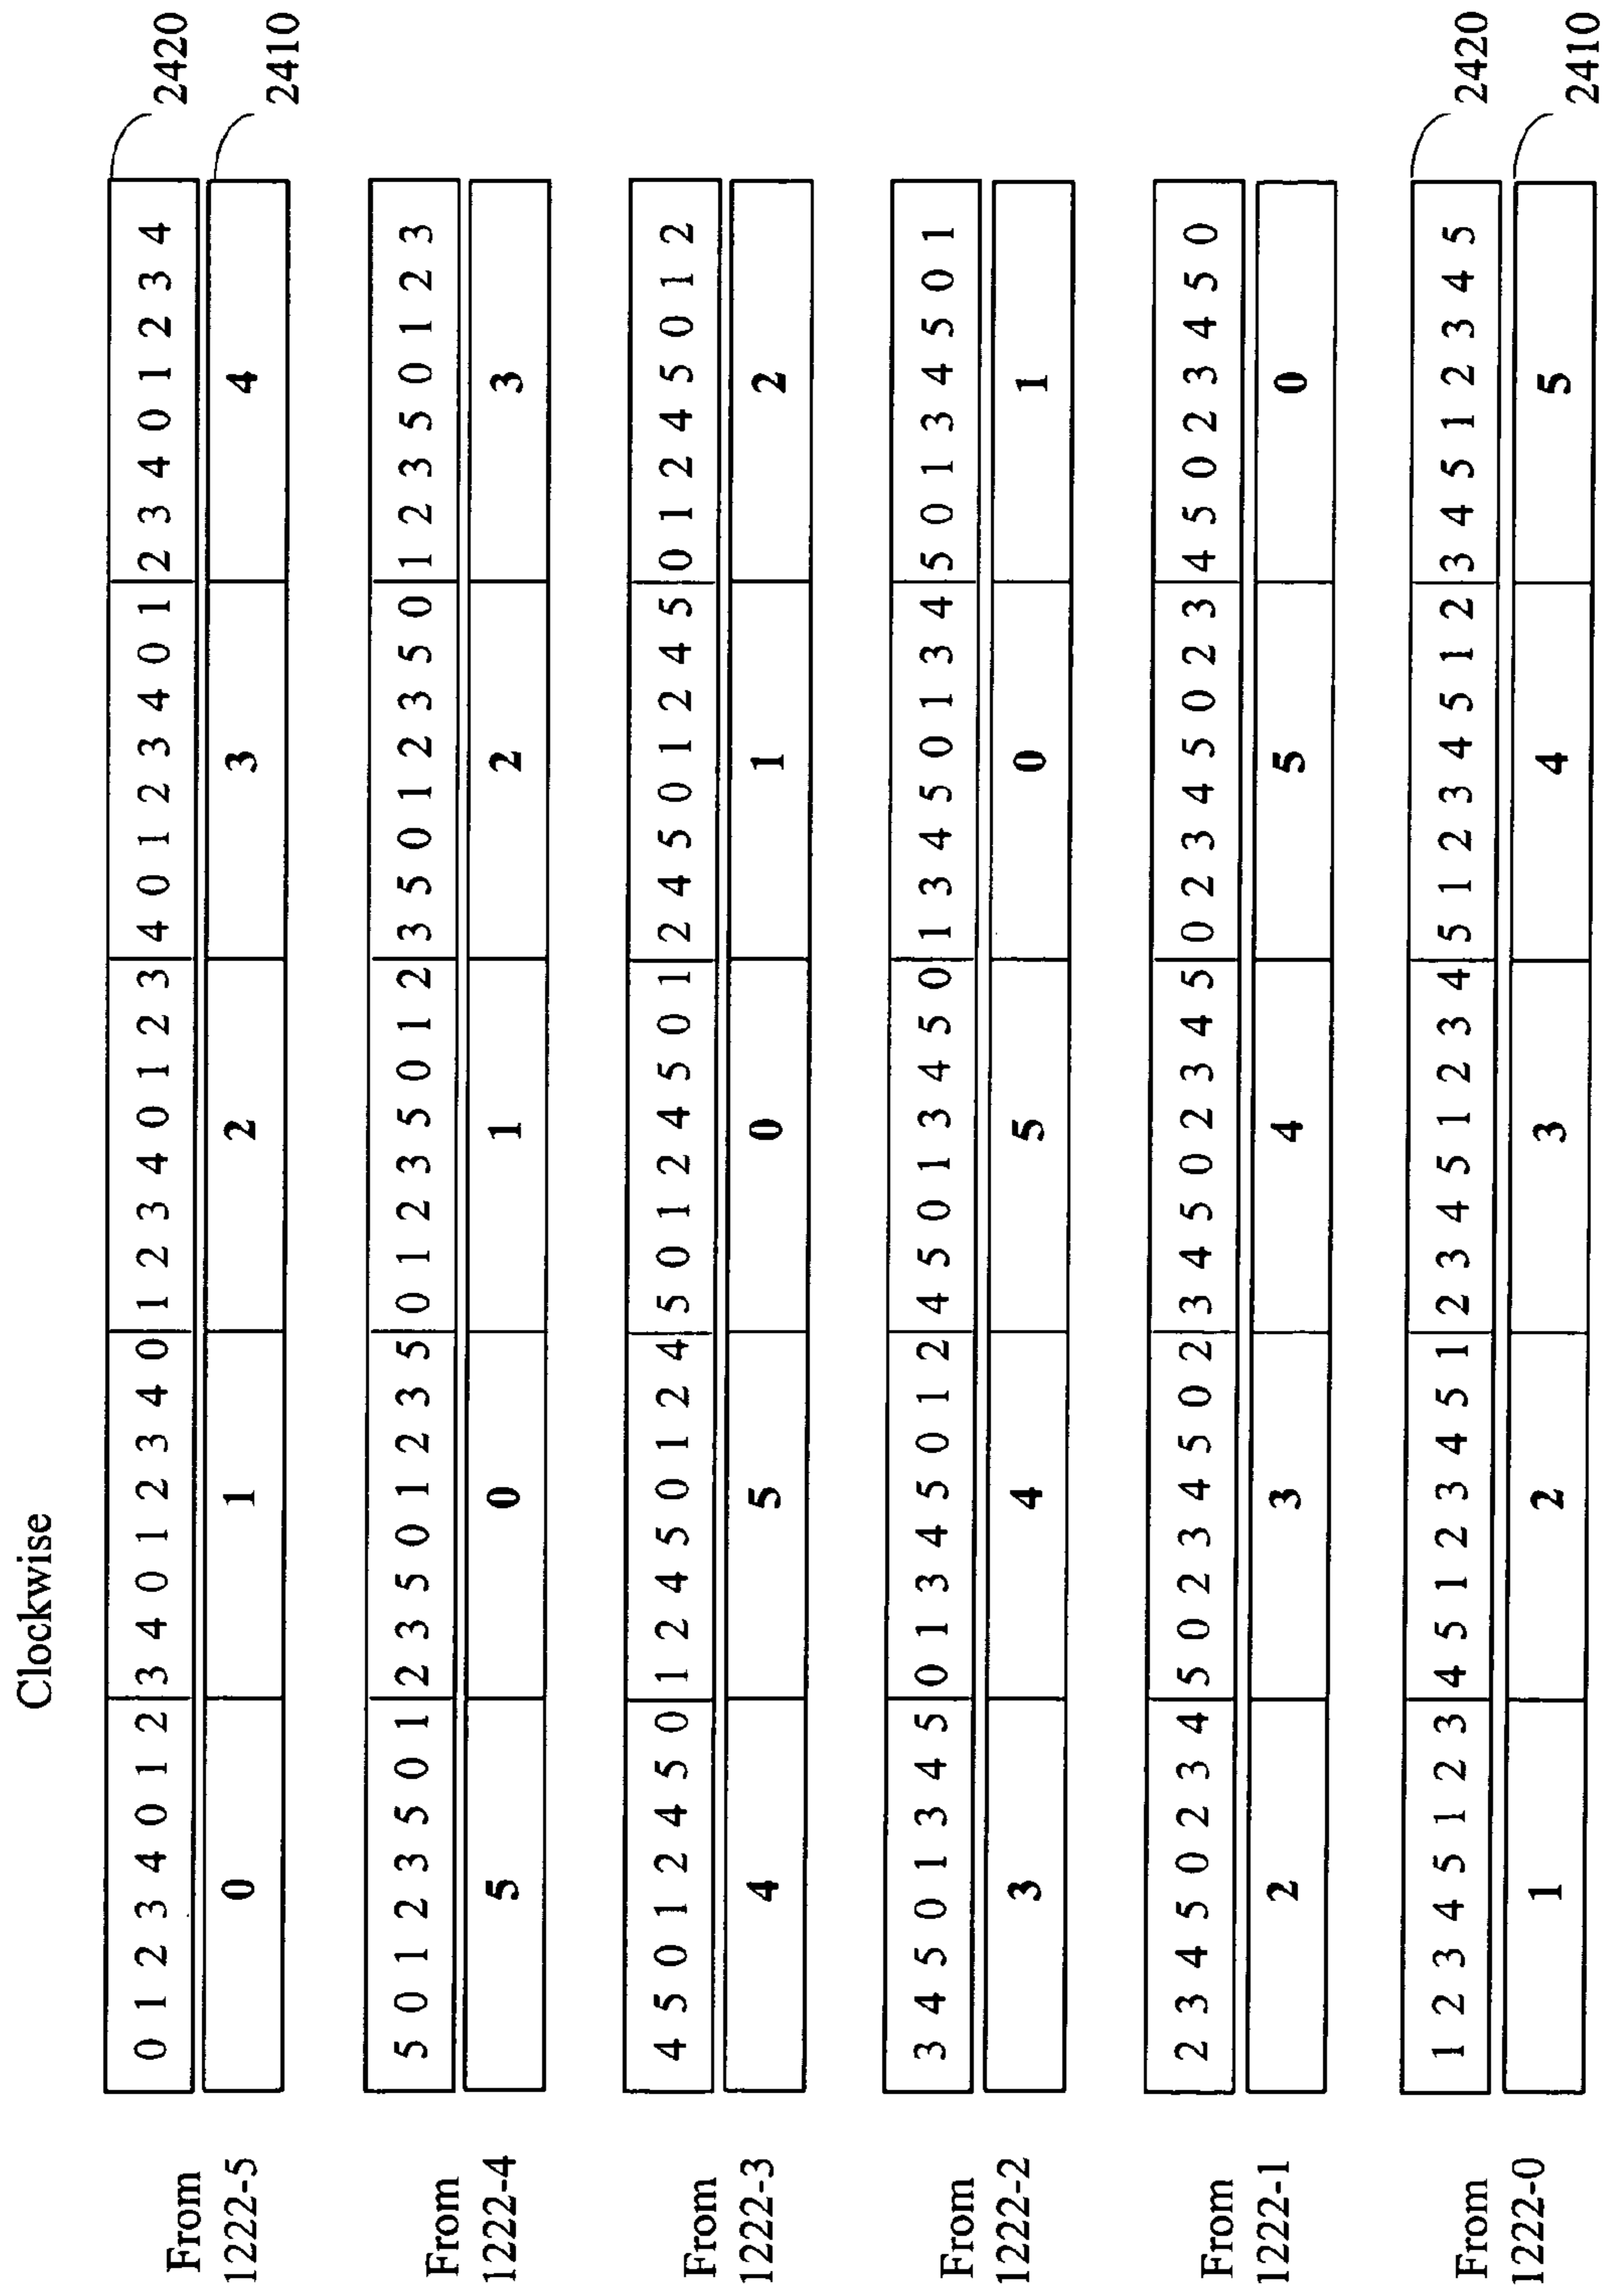 Clockwise
From 1222-5
0 1 2 3 4 0 1 2 | 3 4 0 1 2 3 4 0 | 1 2 3 4 0 1 2 3 | 4 0 1 2 3 4 0 1 | 2 3 4 0 1 2 3 4
2420
0 1 2 3 4
2410
From 1222-4
5 0 1 2 3 5 0 1 | 2 3 5 0 1 2 3 5 | 0 1 2 3 5 0 1 2 | 3 5 0 1 2 3 5 0 | 1 2 3 5 0 1 2 3
5 0 1 2 3
From 1222-3
4 5 0 1 2 4 5 0 | 1 2 4 5 0 1 2 4 | 5 0 1 2 4 5 0 1 | 2 4 5 0 1 2 4 5 | 0 1 2 4 5 0 1 2
4 5 0 1 2
From 1222-2
3 4 5 0 1 3 4 5 | 0 1 3 4 5 0 1 2 | 4 5 0 1 3 4 5 0 | 1 3 4 5 0 1 3 4 | 5 0 1 3 4 5 0 1
3 4 5 0 1
From 1222-1
2 3 4 5 0 2 3 4 | 5 0 2 3 4 5 0 2 | 3 4 5 0 2 3 4 5 | 0 2 3 4 5 0 2 3 | 4 5 0 2 3 4 5 0
2 3 4 5 0
From 1222-0
1 2 3 4 5 1 2 3 | 4 5 1 2 3 4 5 1 | 2 3 4 5 1 2 3 4 | 5 1 2 3 4 5 1 2 | 3 4 5 1 2 3 4 5
2420
1 2 3 4 5
2410